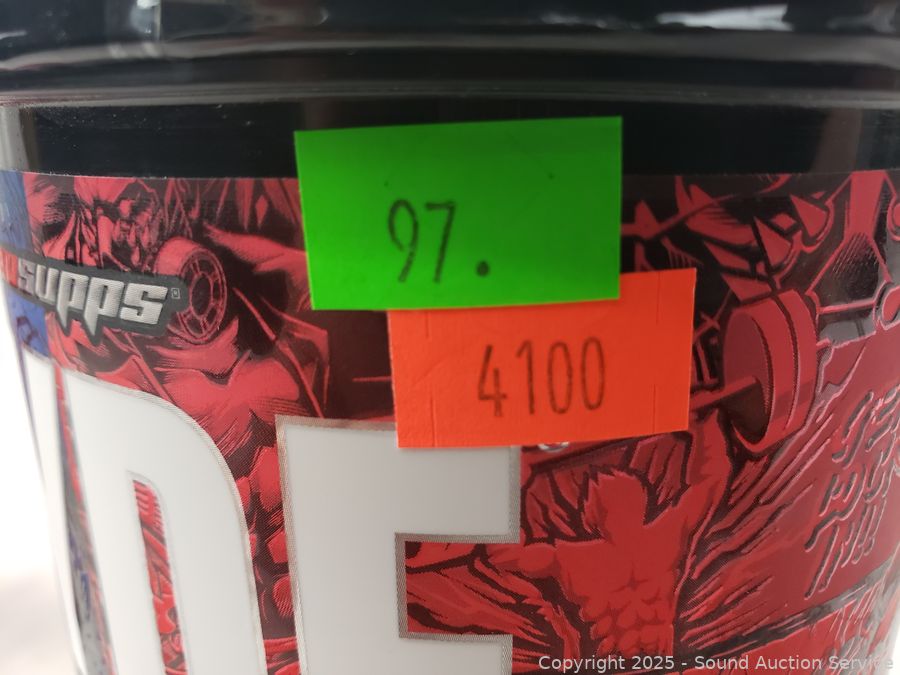 97.
4100
supps®
DE
Copyright 2025 - Sound Auction Service